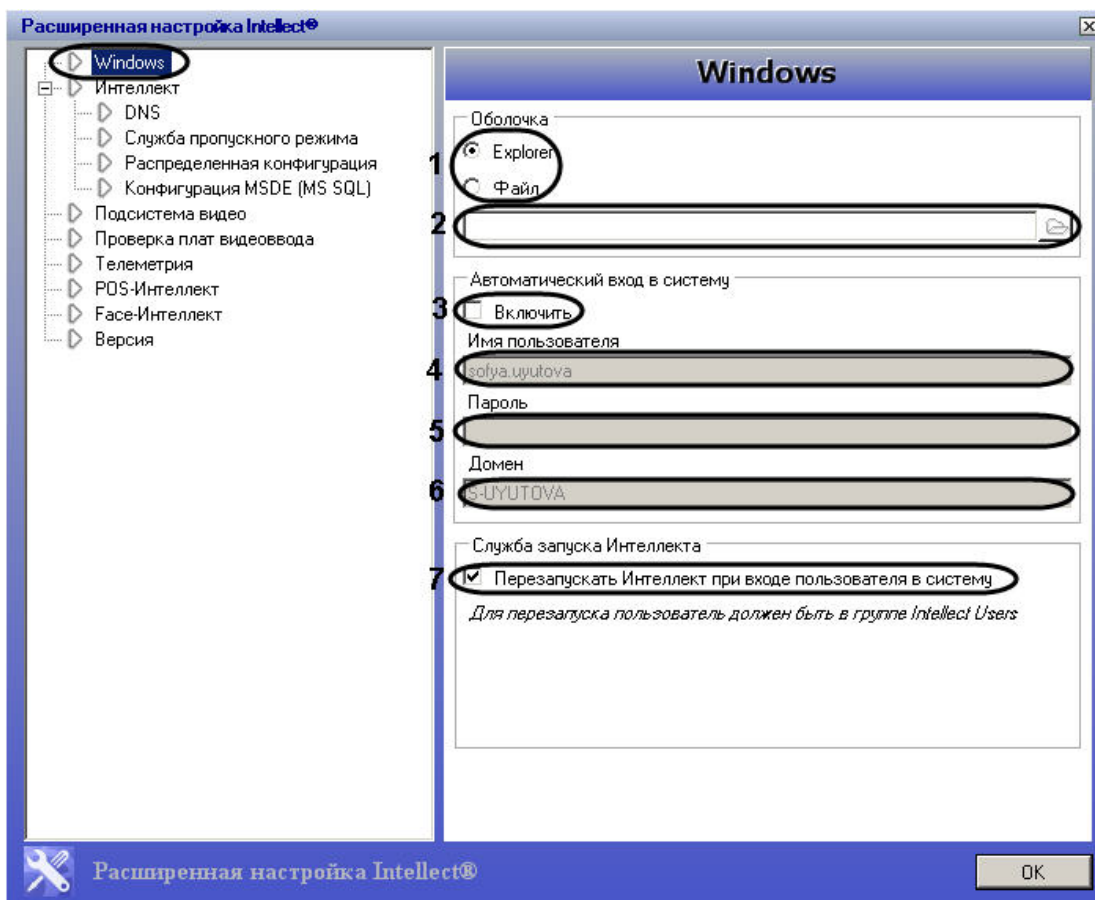 Расширенная настройка Intellect®
Windows
Интеллект
DNS
Служба пропускного режима
Распределенная конфигурация
Конфигурация MSDE (MS SQL)
Подсистема видео
Проверка плат видеоввода
Телеметрия
POS-Интеллект
Face-Интеллект
Версия
Windows
Оболочка
1 Explorer
Файл
2
Автоматический вход в систему
3 Включить
Имя пользователя
4 sofya.uyutova
Пароль
5
Домен
6 S-UYUTOVA
Служба запуска Интеллекта
7 Перезапускать Интеллект при входе пользователя в систему
Для перезапуска пользователь должен быть в группе Intellect Users
Расширенная настройка Intellect®
OK